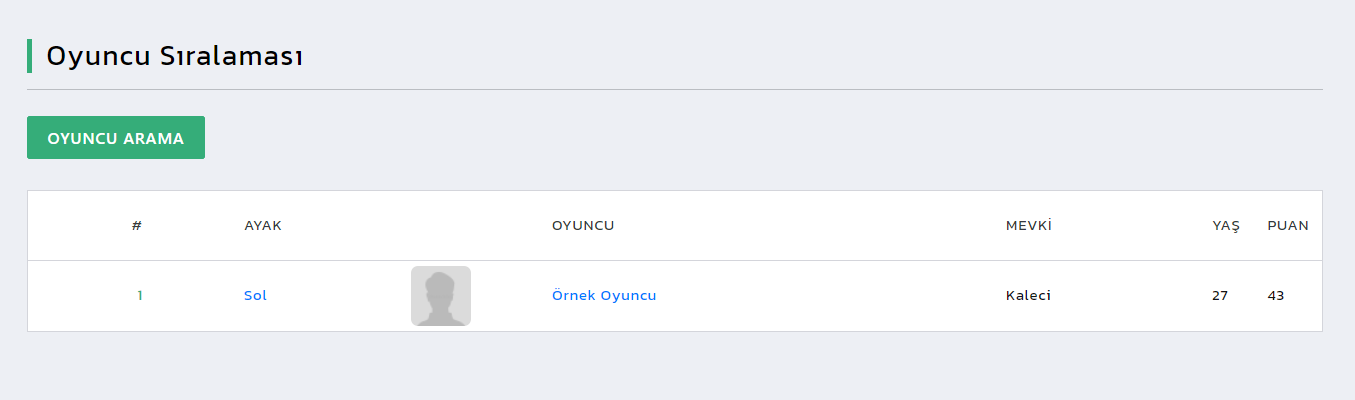 Oyuncu Sıralaması
OYUNCU ARAMA
# AYAK OYUNCU MEVKİ YAŞ PUAN
1 Sol Örnek Oyuncu Kaleci 27 43